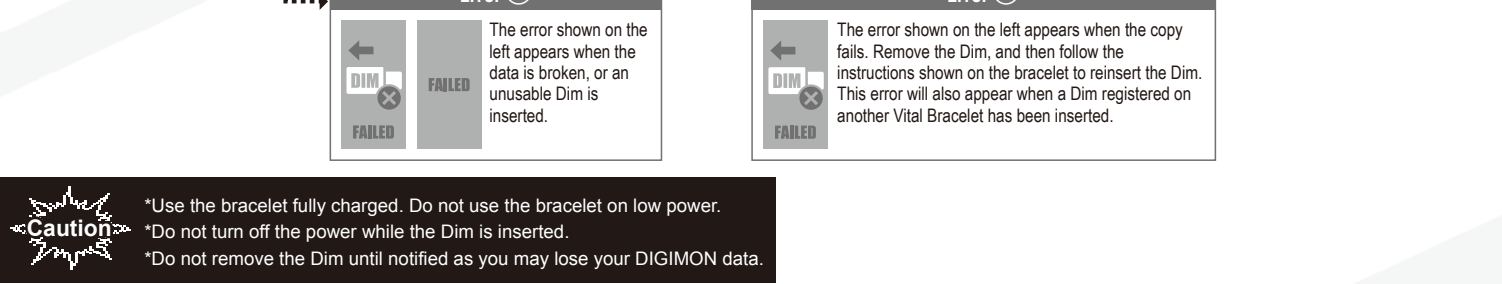 DIM
FAILED
FAILED
The error shown on the
left appears when the
data is broken, or an
unusable Dim is
inserted.
DIM
FAILED
The error shown on the left appears when the copy
fails. Remove the Dim, and then follow the
instructions shown on the bracelet to reinsert the Dim.
This error will also appear when a Dim registered on
another Vital Bracelet has been inserted.
Caution
*Use the bracelet fully charged. Do not use the bracelet on low power.
*Do not turn off the power while the Dim is inserted.
*Do not remove the Dim until notified as you may lose your DIGIMON data.